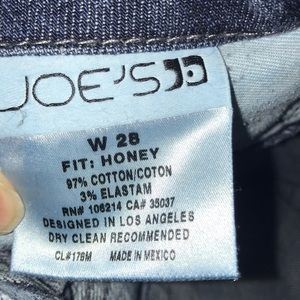 JOE'S
W 28
FIT: HONEY
97% COTTON/COTON
3% ELASTAM
RN# 106214 CA# 35037
DESIGNED IN LOS ANGELES
DRY CLEAN RECOMMENDED
CL#176M MADE IN MEXICO